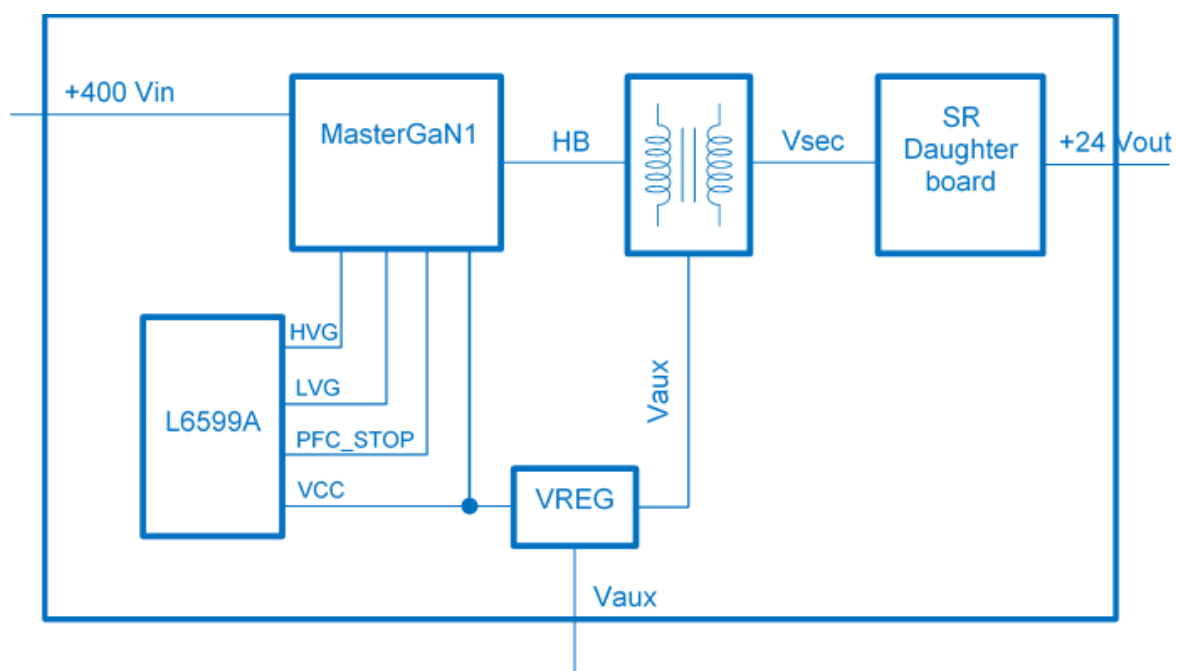 +400 Vin
MasterGaN1
HB
Vsec
SR
Daughter
board
+24 Vout
HVG
LVG
L6599A
PFC_STOP
VCC
VREG
Vaux
Vaux